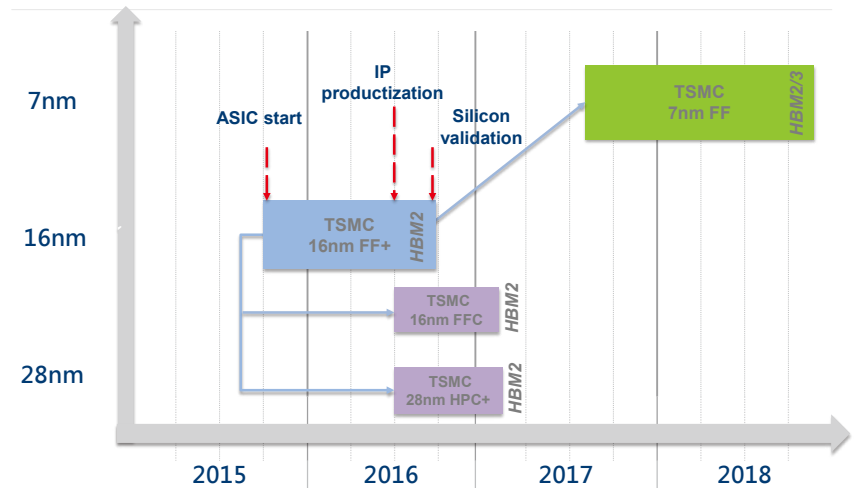 7nm
16nm
28nm
ASIC start
IP
productization
Silicon
validation
TSMC
7nm FF
HBM2/3
TSMC
16nm FF+
HBM2
TSMC
16nm FFC
HBM2
TSMC
28nm HPC+
HBM2
2015
2016
2017
2018